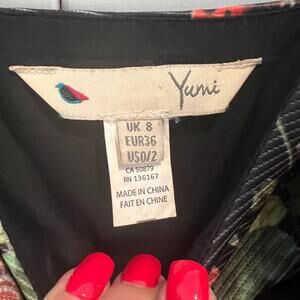 Yumi
UK 8
EUR36
US0/2
CA 50879
RN 136167
MADE IN CHINA
FAIT EN CHINE